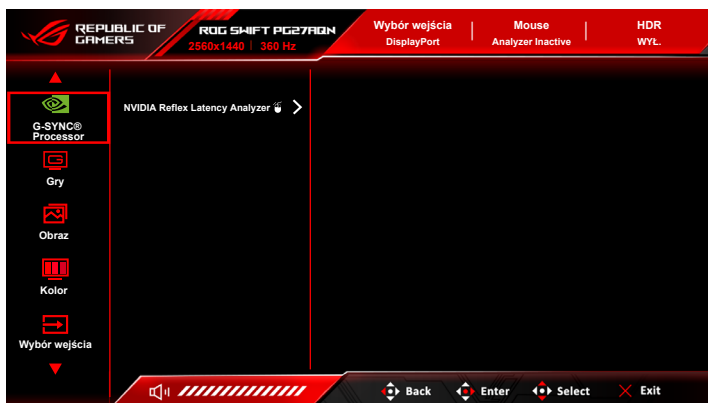 REPUBLIC OF
GAMERS
ROG SWIFT PG27AQN
2560x1440 | 360 Hz
Wybór wejścia
DisplayPort
Mouse
Analyzer Inactive
HDR
WYŁ.
G-SYNC®
Processor
NVIDIA Reflex Latency Analyzer
Gry
Obraz
Kolor
Wybór wejścia
Back
Enter
Select
Exit